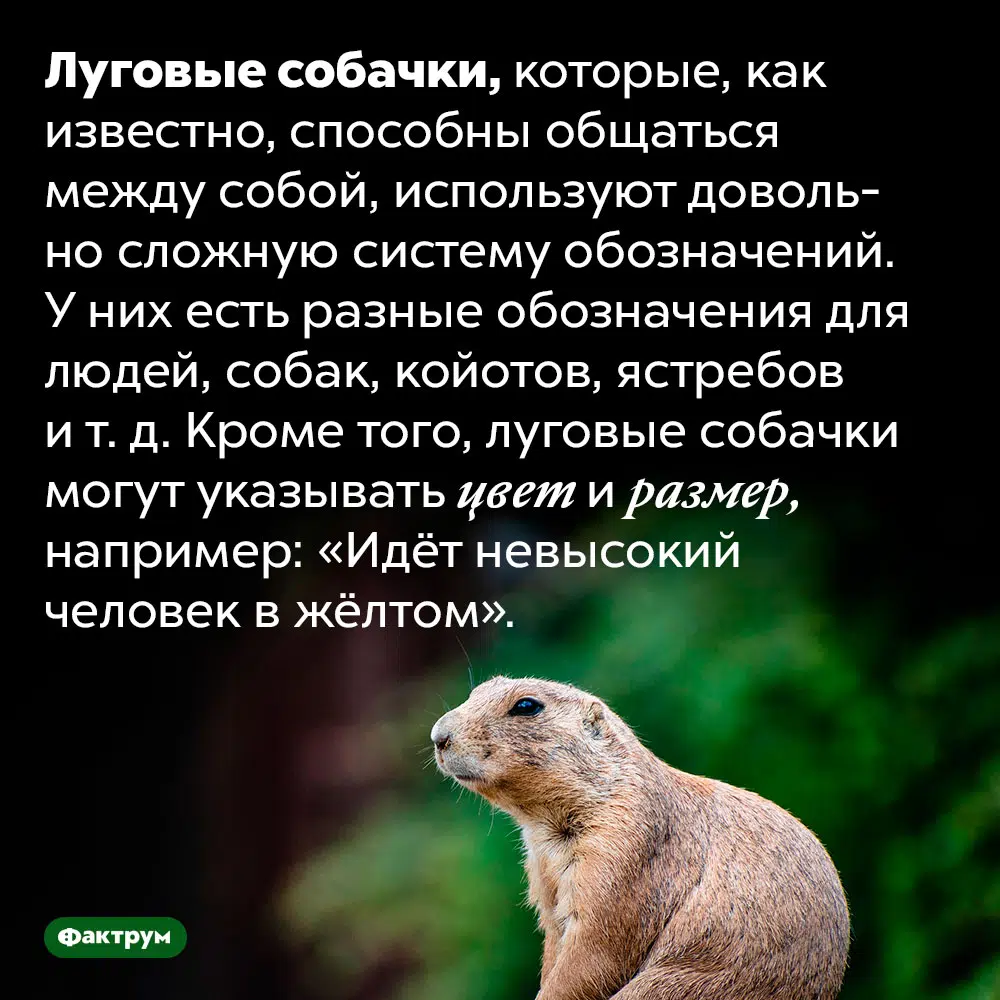 Луговые собачки, которые, как
известно, способны общаться
между собой, используют доволь-
но сложную систему обозначений.
У них есть разные обозначения для
людей, собак, койотов, ястребов
и т. д. Кроме того, луговые собачки
могут указывать цвет и размер,
например: «Идёт невысокий
человек в жёлтом».
Фактрум